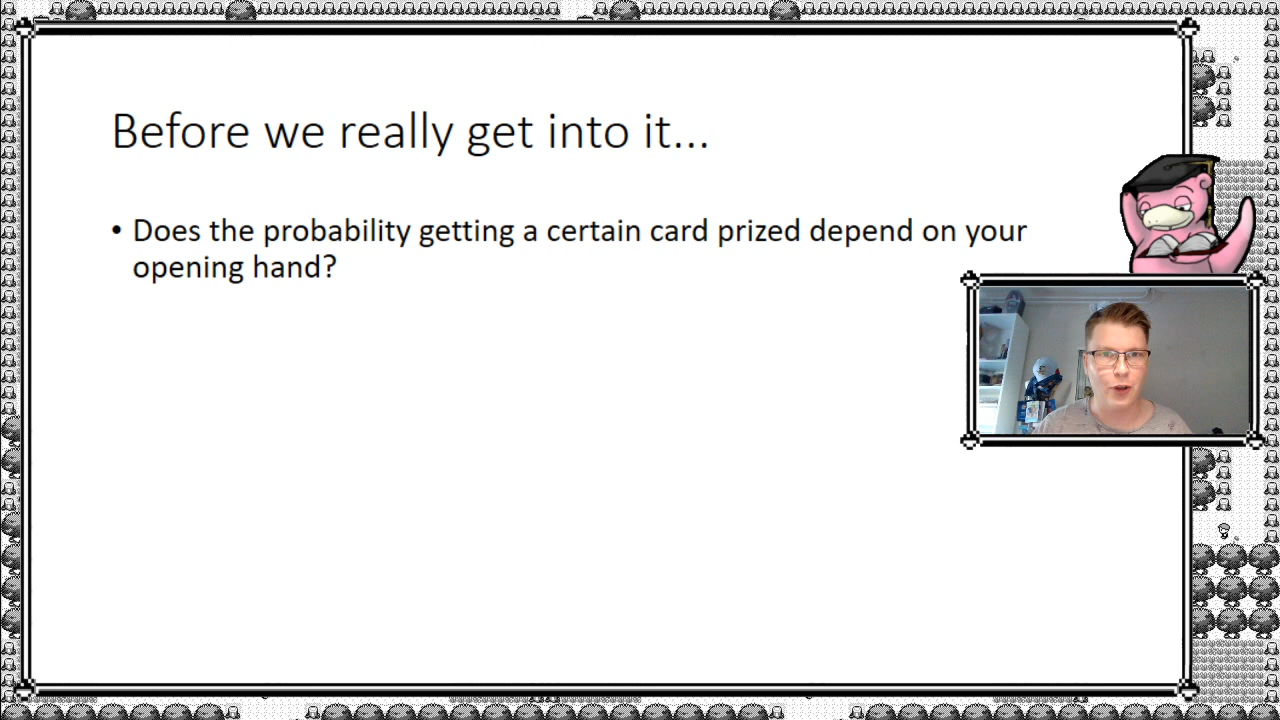 Before we really get into it...
• Does the probability getting a certain card prized depend on your
opening hand?